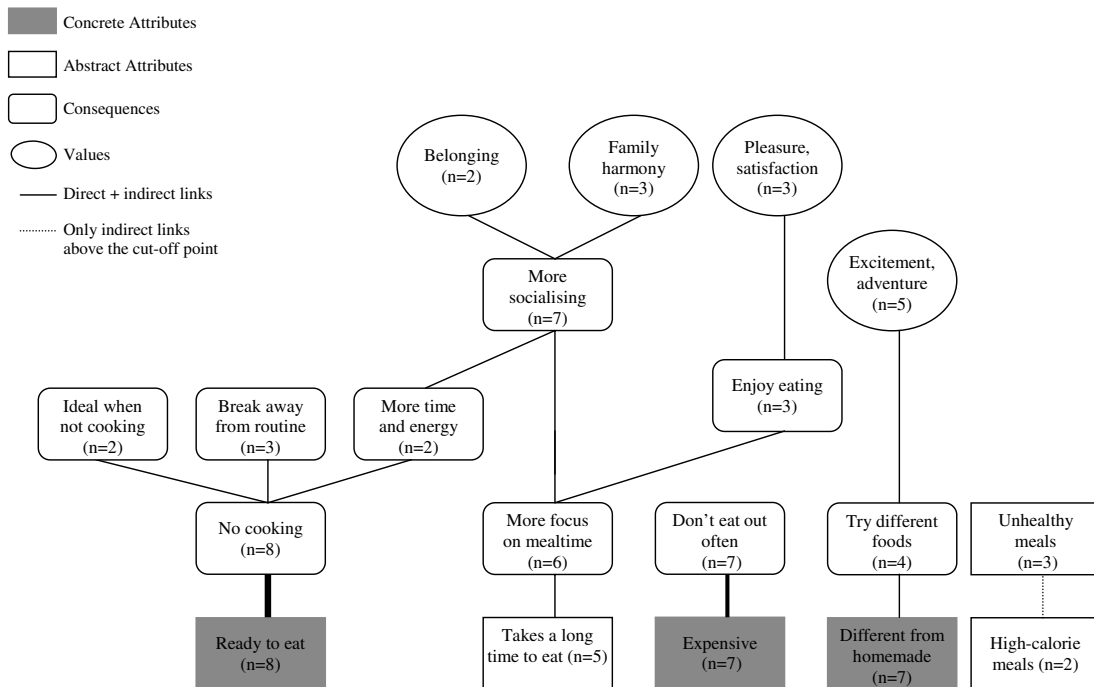 Concrete Attributes
Abstract Attributes
Consequences
Values
Direct + indirect links
Only indirect links
above the cut-off point
Belonging
(n=2)
Family
harmony
(n=3)
Pleasure,
satisfaction
(n=3)
More
socialising
(n=7)
Excitement,
adventure
(n=5)
Ideal when
not cooking
(n=2)
Break away
from routine
(n=3)
More time
and energy
(n=2)
Enjoy eating
(n=3)
No cooking
(n=8)
More focus
on mealtime
(n=6)
Don’t eat out
often
(n=7)
Try different
foods
(n=4)
Unhealthy
meals
(n=3)
Ready to eat
(n=8)
Takes a long
time to eat (n=5)
Expensive
(n=7)
Different from
homemade
(n=7)
High-calorie
meals (n=2)